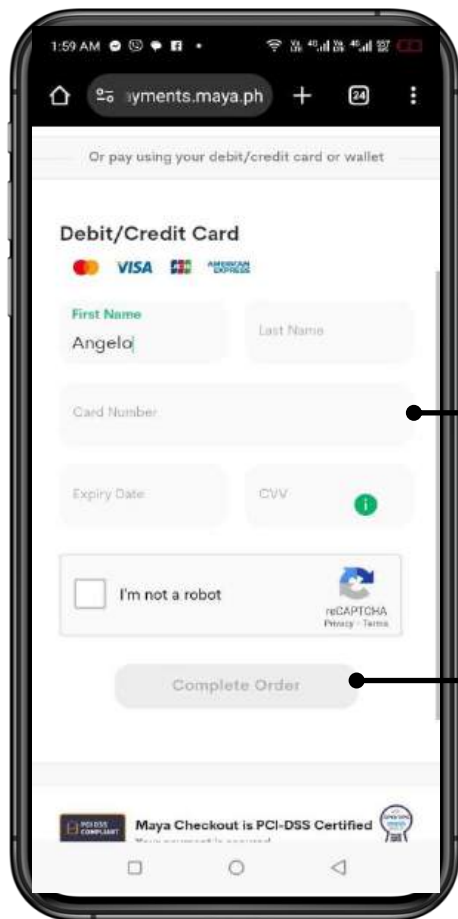 1:59 AM
yments.maya.ph
24
Or pay using your debit/credit card or wallet
Debit/Credit Card
VISA JCB AMERICAN EXPRESS
First Name
Angelo
Last Name
Card Number
Expiry Date
CVV
I'm not a robot
reCAPTCHA
Privacy - Terms
Complete Order
PCI DSS
COMPLIANT
Maya Checkout is PCI-DSS Certified